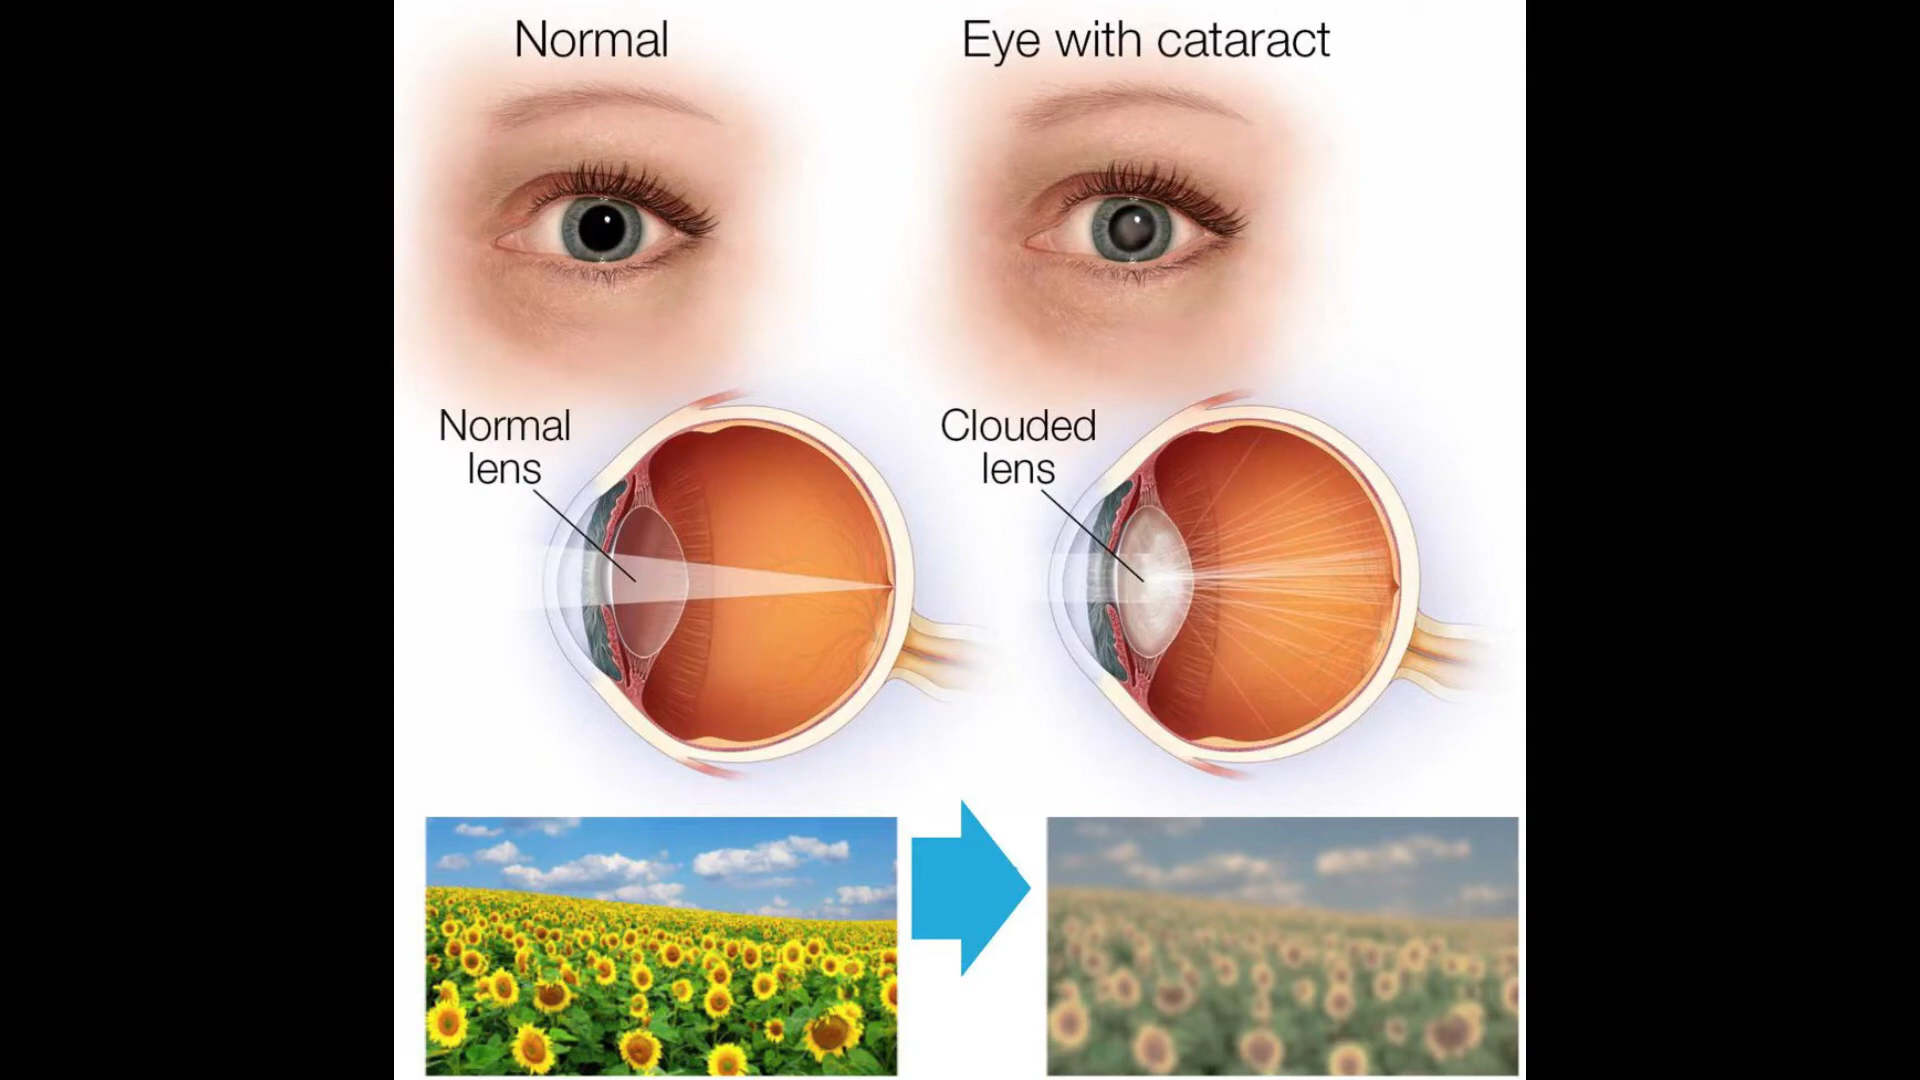 Normal
Eye with cataract
Normal
lens
Clouded
lens